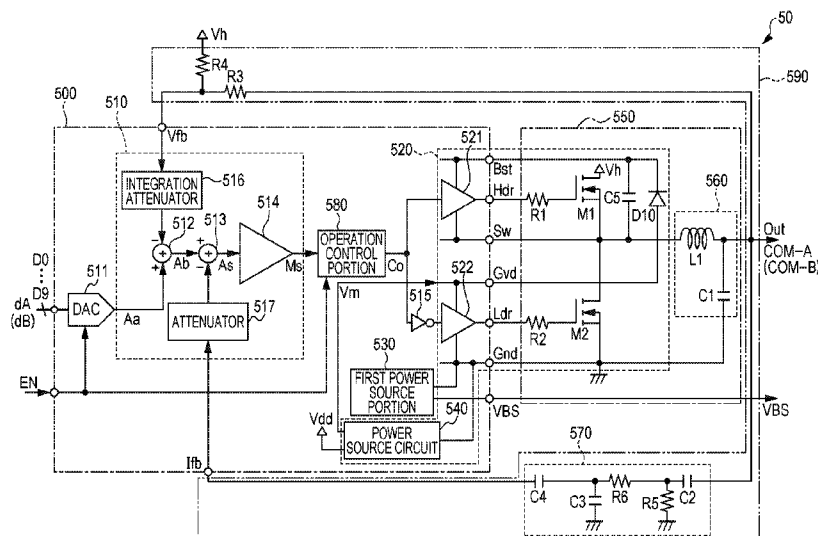 50
Vh
R4
R3
590
500
510
Vfb
550
520
521
Bst
Vh
560
INTEGRATION
ATTENUATOR
516
514
580
Hdr
R1
M1
C5
D10
512
513
OPERATION
CONTROL
PORTION
Sw
Out
COM-A
(COM-B)
L1
D0
D9
511
Ab
As
Ms
Co
Gvd
dA
(dB)
DAC
Aa
ATTENUATOR
517
Vm
515
522
Ldr
R2
M2
C1
530
Gnd
EN
FIRST POWER
SOURCE
PORTION
540
VBS
VBS
Vdd
POWER
SOURCE CIRCUIT
Ifb
570
C4
C3
R6
R5
C2